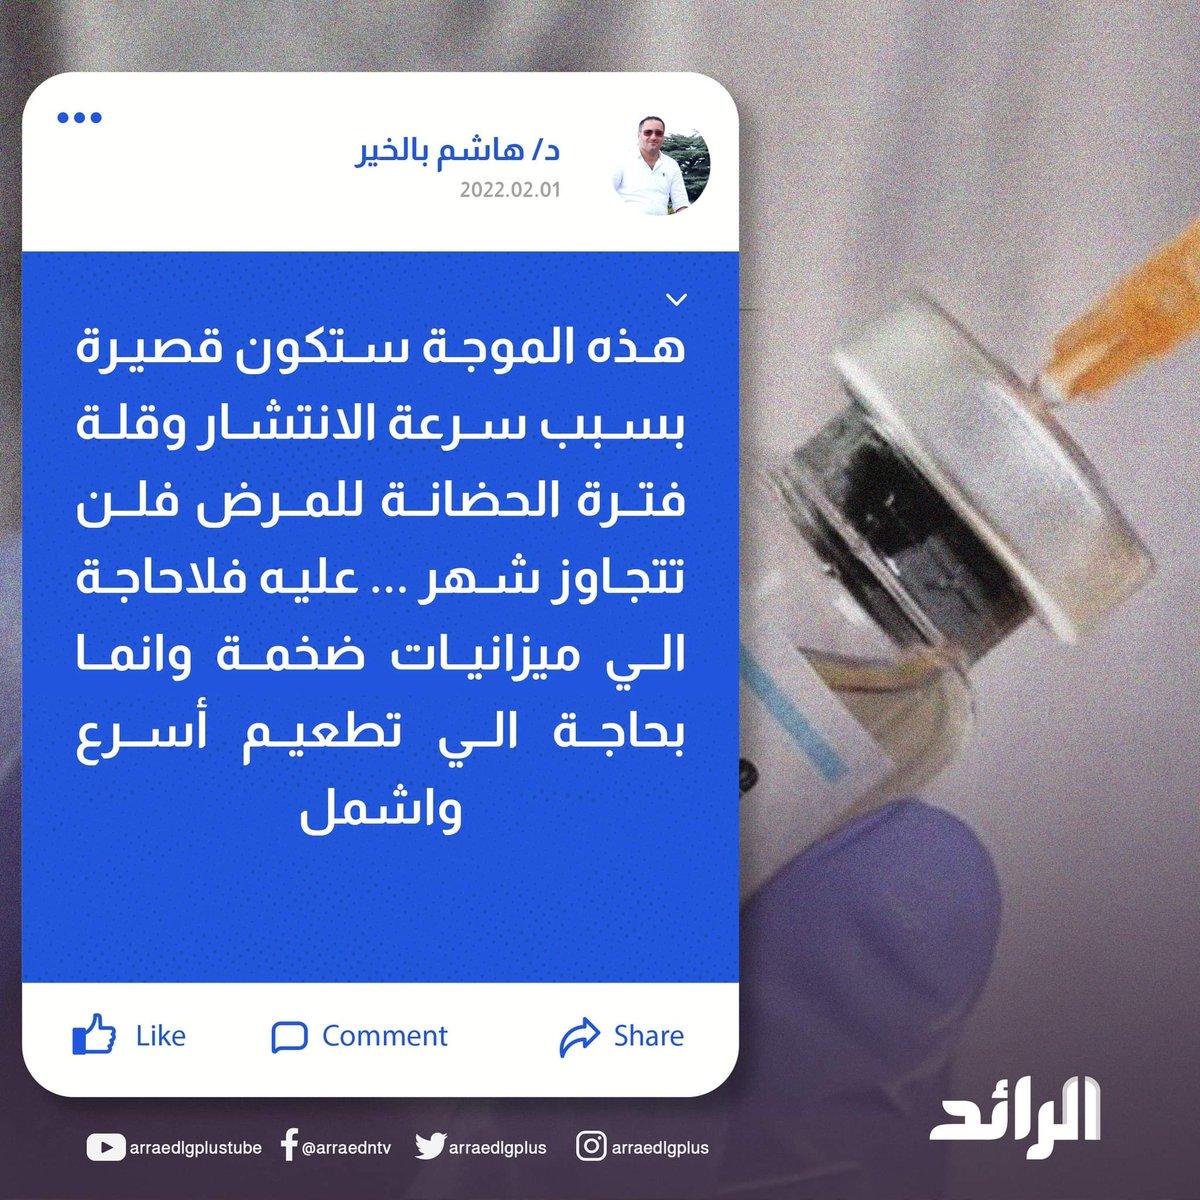 د/ هاشم بالخير
2022.02.01
هذه الموجة ستكون قصيرة
بسبب سرعة الانتشار وقلة
فترة الحضانة للمرض فلن
تتجاوز شهر ... عليه فلاحاجة
الي ميزانيات ضخمة وانما
بحاجة الي تطعيم أسرع
واشمل
Like Comment Share
الرائد
arraedlgplustube @arraedntv arraedlgplus arraedlgplus